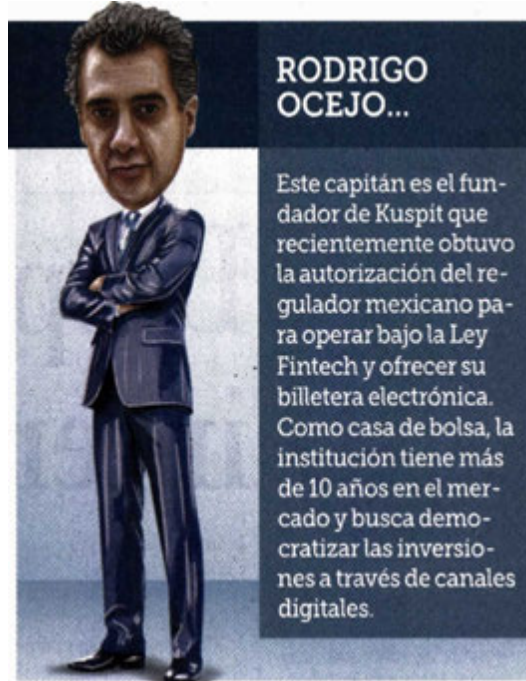 RODRIGO
OCEJO...
Este capitán es el fun-
dador de Kuspit que
recientemente obtuvo
la autorización del re-
gulador mexicano pa-
ra operar bajo la Ley
Fintech y ofrecer su
billetera electrónica.
Como casa de bolsa, la
institución tiene más
de 10 años en el mer-
cado y busca demo-
cratizar las inversio-
nes a través de canales
digitales.